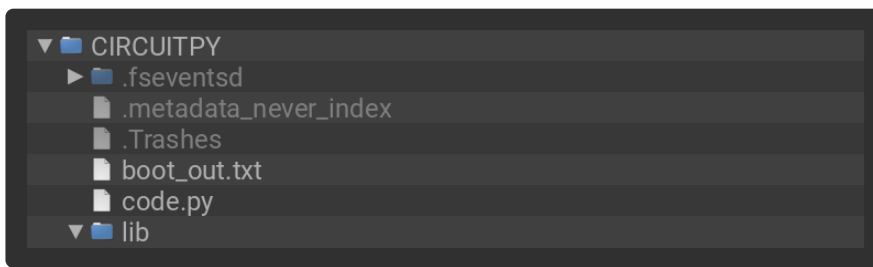 CIRCUITPY
.fseventsd
.metadata_never_index
.Trashes
boot_out.txt
code.py
lib